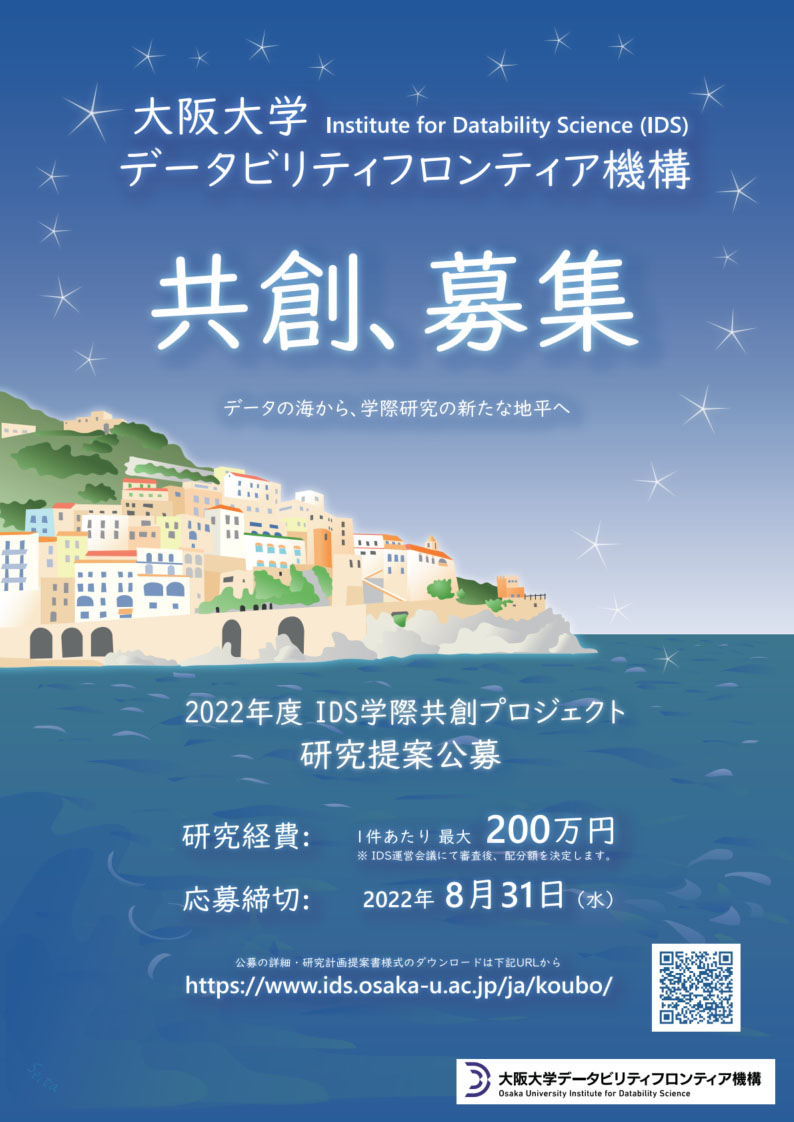 大阪大学 Institute for Datability Science (IDS)
データビリティフロンティア機構
共創、募集
データの海から、学際研究の新たな地平へ
2022年度 IDS学際共創プロジェクト
研究提案公募
研究経費: 1件あたり 最大 200万円
※ IDS運営会議にて審査後、配分額を決定します。
応募締切: 2022年 8月31日（水）
公募の詳細・研究計画提案書様式のダウンロードは下記URLから
https://www.ids.osaka-u.ac.jp/ja/koubo/
大阪大学データビリティフロンティア機構
Osaka University Institute for Datability Science